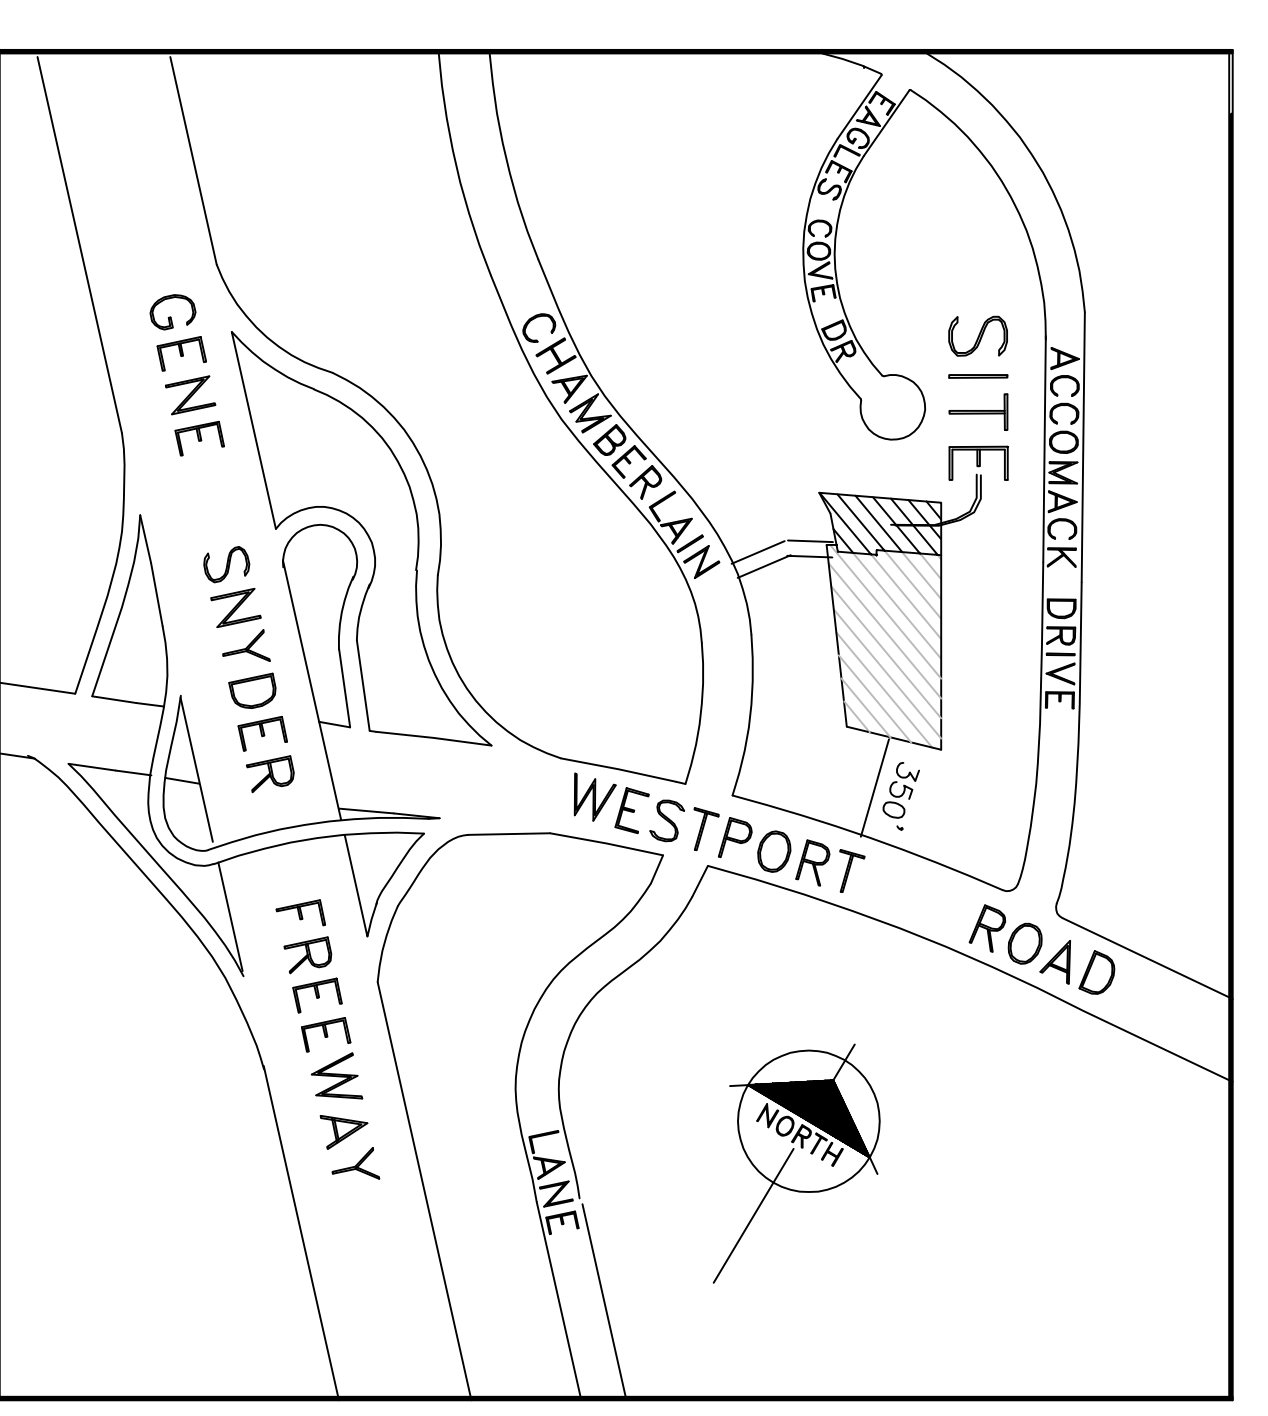 EAGLES COVE DR
SITE
ACCOMACK DRIVE
CHAMBERLAIN
GENE SNYDER FREEWAY
350'
WESTPORT ROAD
NORTH
LANE